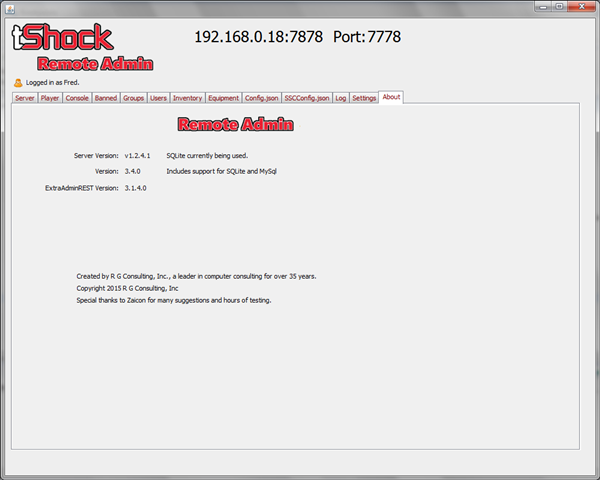 tShock
192.168.0.18:7878 Port:7778
Remote Admin
Logged in as Fred.
Server Player Console Banned Groups Users Inventory Equipment Config.json SSCConfig.json Log Settings About
Remote Admin
Server Version: v1.2.4.1 SQLite currently being used.
Version: 3.4.0 Includes support for SQLite and MySql
ExtraAdminREST Version: 3.1.4.0
Created by R G Consulting, Inc., a leader in computer consulting for over 35 years.
Copyright 2015 R G Consulting, Inc
Special thanks to Zaicon for many suggestions and hours of testing.